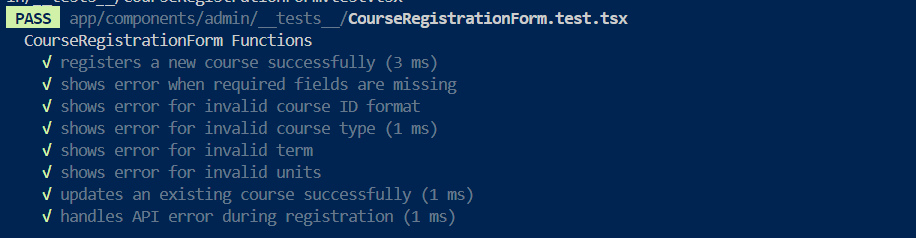 PASS app/components/admin/__tests__/CourseRegistrationForm.test.tsx
CourseRegistrationForm Functions
√ registers a new course successfully (3 ms)
√ shows error when required fields are missing
√ shows error for invalid course ID format
√ shows error for invalid course type (1 ms)
√ shows error for invalid term
√ shows error for invalid units
√ updates an existing course successfully (1 ms)
√ handles API error during registration (1 ms)